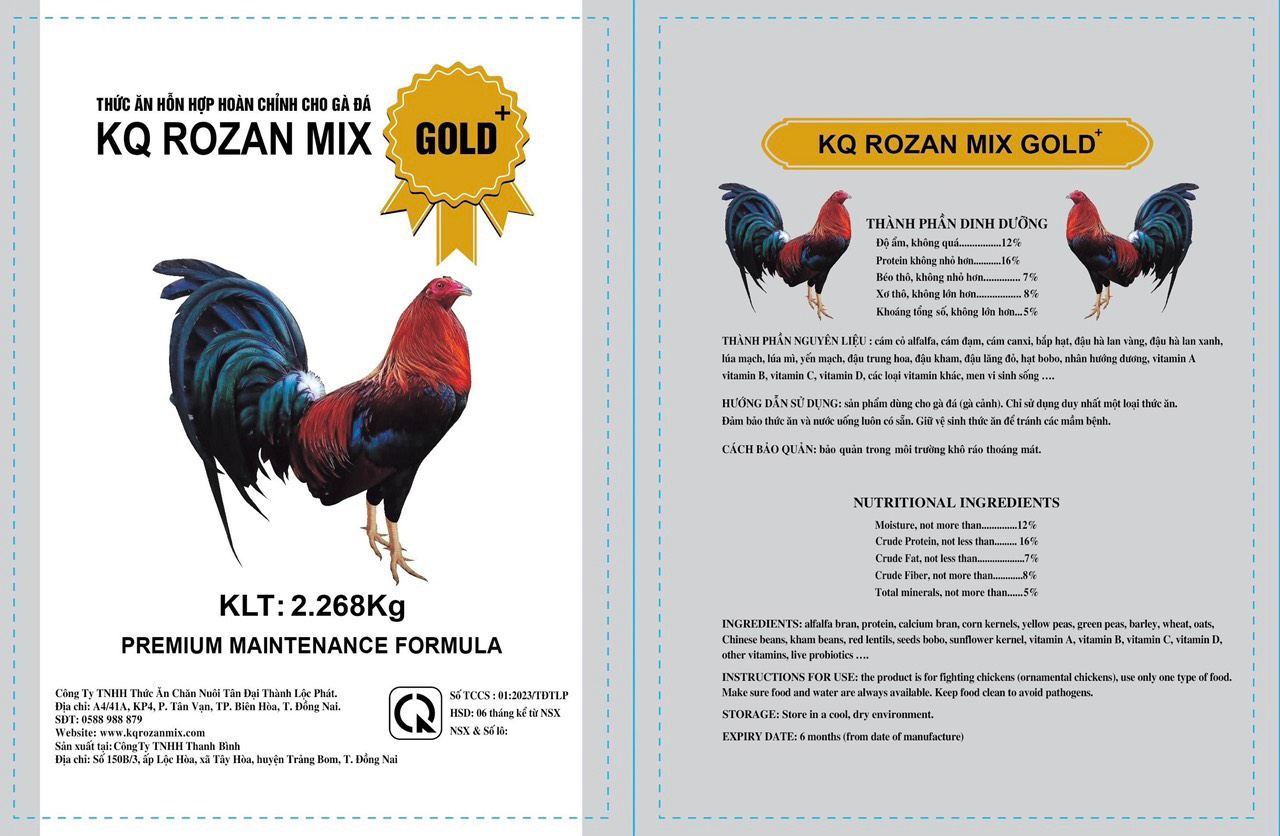 THỨC ĂN HỖN HỢP HOÀN CHỈNH CHO GÀ ĐÁ
KQ ROZAN MIX GOLD+
KLT: 2.268Kg
PREMIUM MAINTENANCE FORMULA
Công Ty TNHH Thức Ăn Chăn Nuôi Tân Đại Thành Lộc Phát.
Địa chỉ: A4/41A, KP4, P. Tân Vạn, TP. Biên Hòa, T. Đồng Nai.
SĐT: 0588 988 879
Website: www.kqrozanmix.com
Sản xuất tại: CôngTy TNHH Thanh Bình
Địa chỉ: Số 150B/3, ấp Lộc Hòa, xã Tây Hòa, huyện Trảng Bom, T. Đồng Nai
Số TCCS : 01:2023/TĐTLP
HSD: 06 tháng kể từ NSX
NSX & Số lô:
KQ ROZAN MIX GOLD+
THÀNH PHẦN DINH DƯỠNG
Độ ẩm, không quá................12%
Protein không nhỏ hơn..........16%
Béo thô, không nhỏ hơn.............. 7%
Xơ thô, không lớn hơn................. 8%
Khoáng tổng số, không lớn hơn...5%
THÀNH PHẦN NGUYÊN LIỆU : cám cỏ alfalfa, cám đạm, cám canxi, bắp hạt, đậu hà lan vàng, đậu hà lan xanh,
lúa mạch, lúa mì, yến mạch, đậu trung hoa, đậu kham, đậu lăng đỏ, hạt bobo, nhân hướng dương, vitamin A
vitamin B, vitamin C, vitamin D, các loại vitamin khác, men vi sinh sống ….
HƯỚNG DẪN SỬ DỤNG: sản phẩm dùng cho gà đá (gà cảnh). Chỉ sử dụng duy nhất một loại thức ăn.
Đảm bảo thức ăn và nước uống luôn có sẵn. Giữ vệ sinh thức ăn để tránh các mầm bệnh.
CÁCH BẢO QUẢN: bảo quản trong môi trường khô ráo thoáng mát.
NUTRITIONAL INGREDIENTS
Moisture, not more than..............12%
Crude Protein, not less than......... 16%
Crude Fat, not less than...................7%
Crude Fiber, not more than............8%
Total minerals, not more than......5%
INGREDIENTS: alfalfa bran, protein, calcium bran, corn kernels, yellow peas, green peas, barley, wheat, oats,
Chinese beans, kham beans, red lentils, seeds bobo, sunflower kernel, vitamin A, vitamin B, vitamin C, vitamin D,
other vitamins, live probiotics ….
INSTRUCTIONS FOR USE: the product is for fighting chickens (ornamental chickens), use only one type of food.
Make sure food and water are always available. Keep food clean to avoid pathogens.
STORAGE: Store in a cool, dry environment.
EXPIRY DATE: 6 months (from date of manufacture)